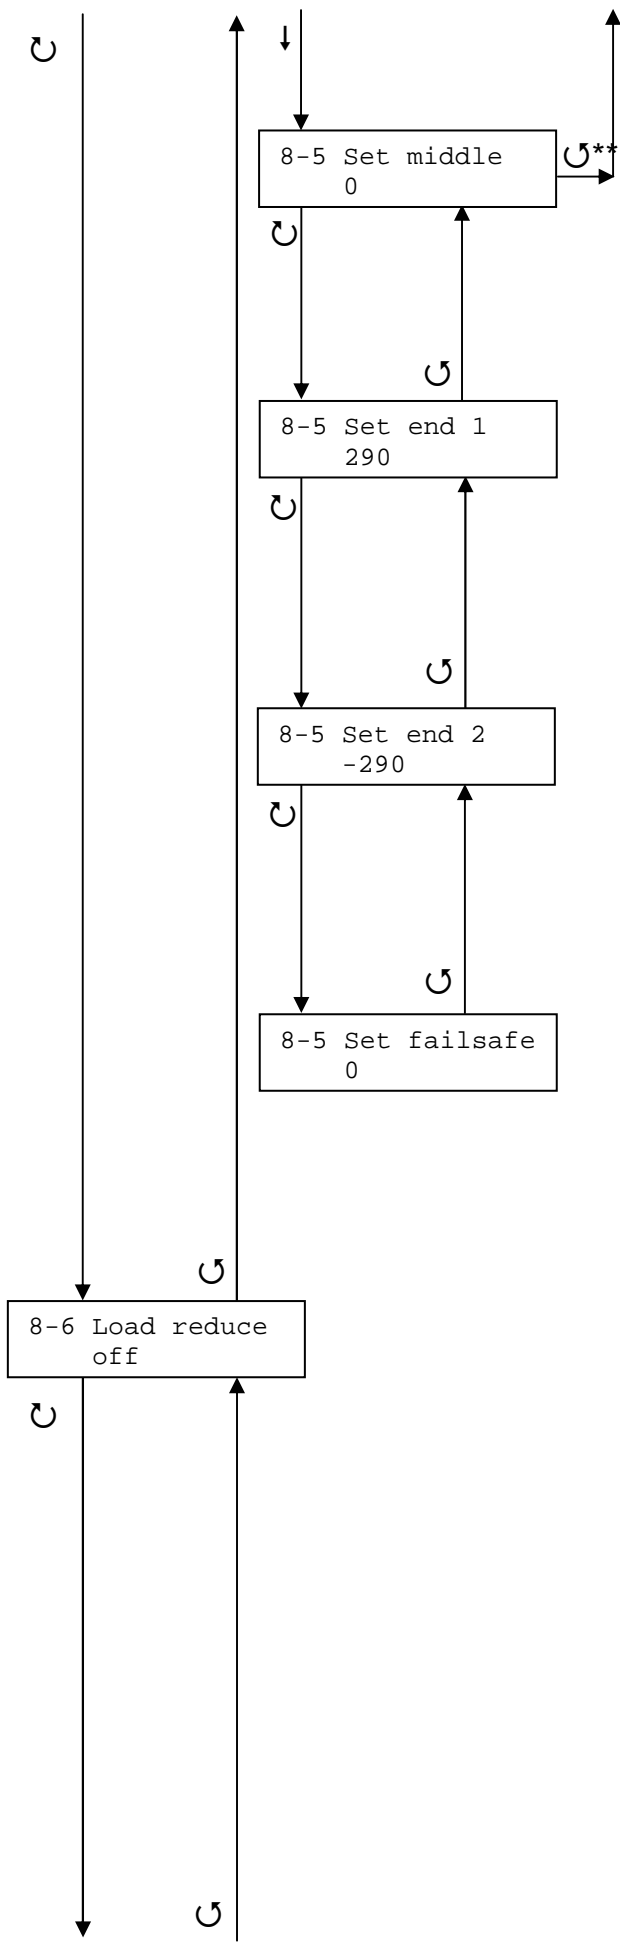 ↻
↓
8-5 Set middle
0
↺**
↻
↺
8-5 Set end 1
290
↻
↺
8-5 Set end 2
-290
↻
↺
8-5 Set failsafe
0
↺
8-6 Load reduce
off
↻
↺